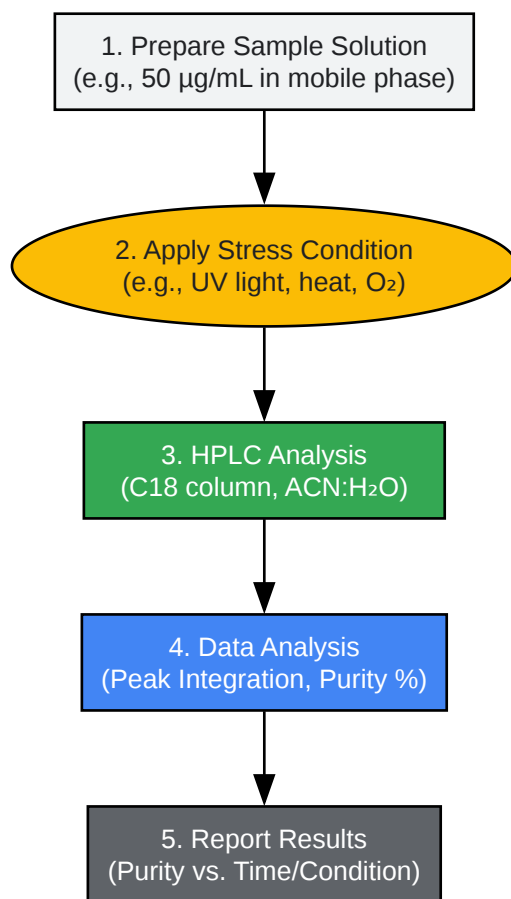 1. Prepare Sample Solution
(e.g., 50 µg/mL in mobile phase)
2. Apply Stress Condition
(e.g., UV light, heat, O₂)
3. HPLC Analysis
(C18 column, ACN:H₂O)
4. Data Analysis
(Peak Integration, Purity %)
5. Report Results
(Purity vs. Time/Condition)